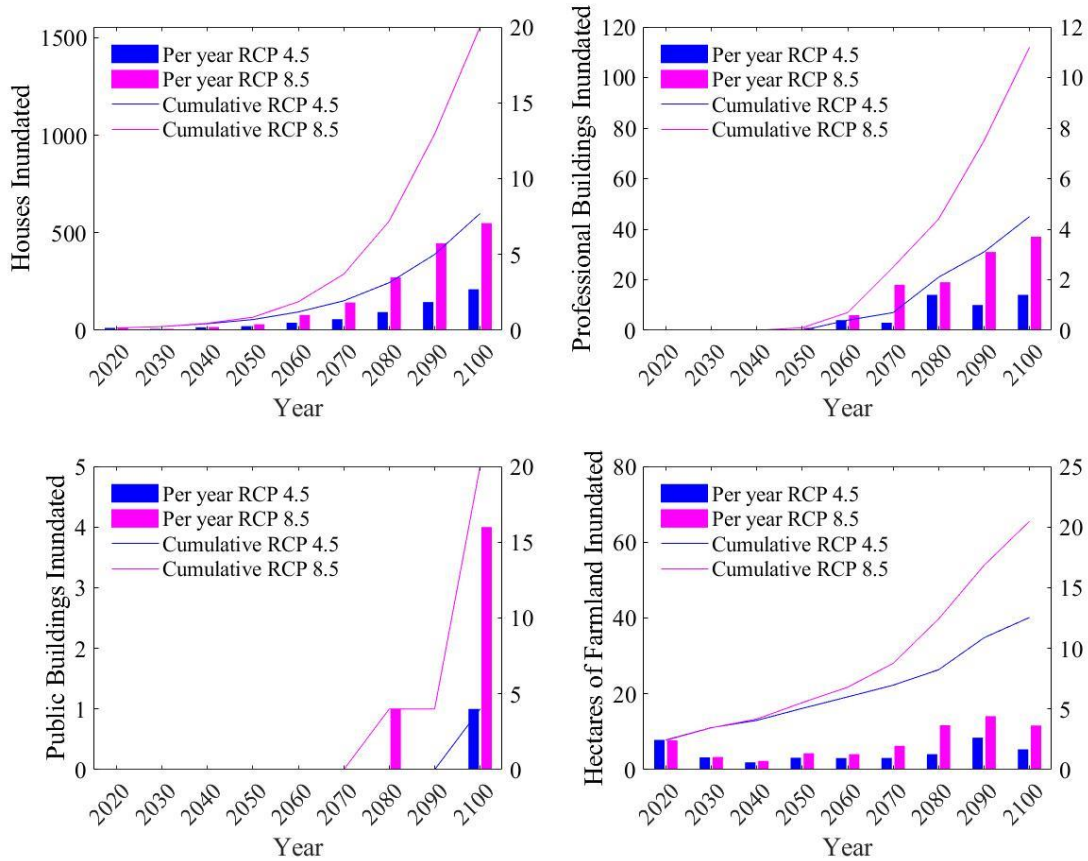 Houses Inundated
1500
1000
500
0
Per year RCP 4.5
Per year RCP 8.5
Cumulative RCP 4.5
Cumulative RCP 8.5
20
15
10
5
0
2020 2030 2040 2050 2060 2070 2080 2090 2100
Year
Professional Buildings Inundated
120
100
80
60
40
20
0
Per year RCP 4.5
Per year RCP 8.5
Cumulative RCP 4.5
Cumulative RCP 8.5
12
10
8
6
4
2
0
2020 2030 2040 2050 2060 2070 2080 2090 2100
Year
Public Buildings Inundated
5
4
3
2
1
0
Per year RCP 4.5
Per year RCP 8.5
Cumulative RCP 4.5
Cumulative RCP 8.5
20
15
10
5
0
2020 2030 2040 2050 2060 2070 2080 2090 2100
Year
Hectares of Farmland Inundated
80
60
40
20
0
Per year RCP 4.5
Per year RCP 8.5
Cumulative RCP 4.5
Cumulative RCP 8.5
25
20
15
10
5
0
2020 2030 2040 2050 2060 2070 2080 2090 2100
Year